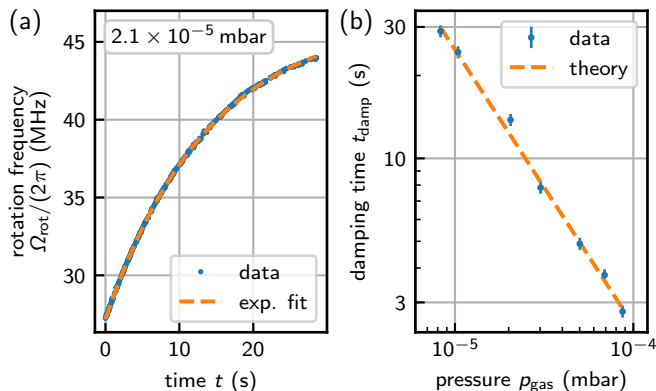 (a)
2.1 × 10⁻⁵ mbar
45
40
35
30
rotation frequency
Ω_rot/(2π) (MHz)
data
exp. fit
0
10
20
time t (s)
(b)
30
10
3
damping time t_damp (s)
data
theory
10⁻⁵
10⁻⁴
pressure p_gas (mbar)